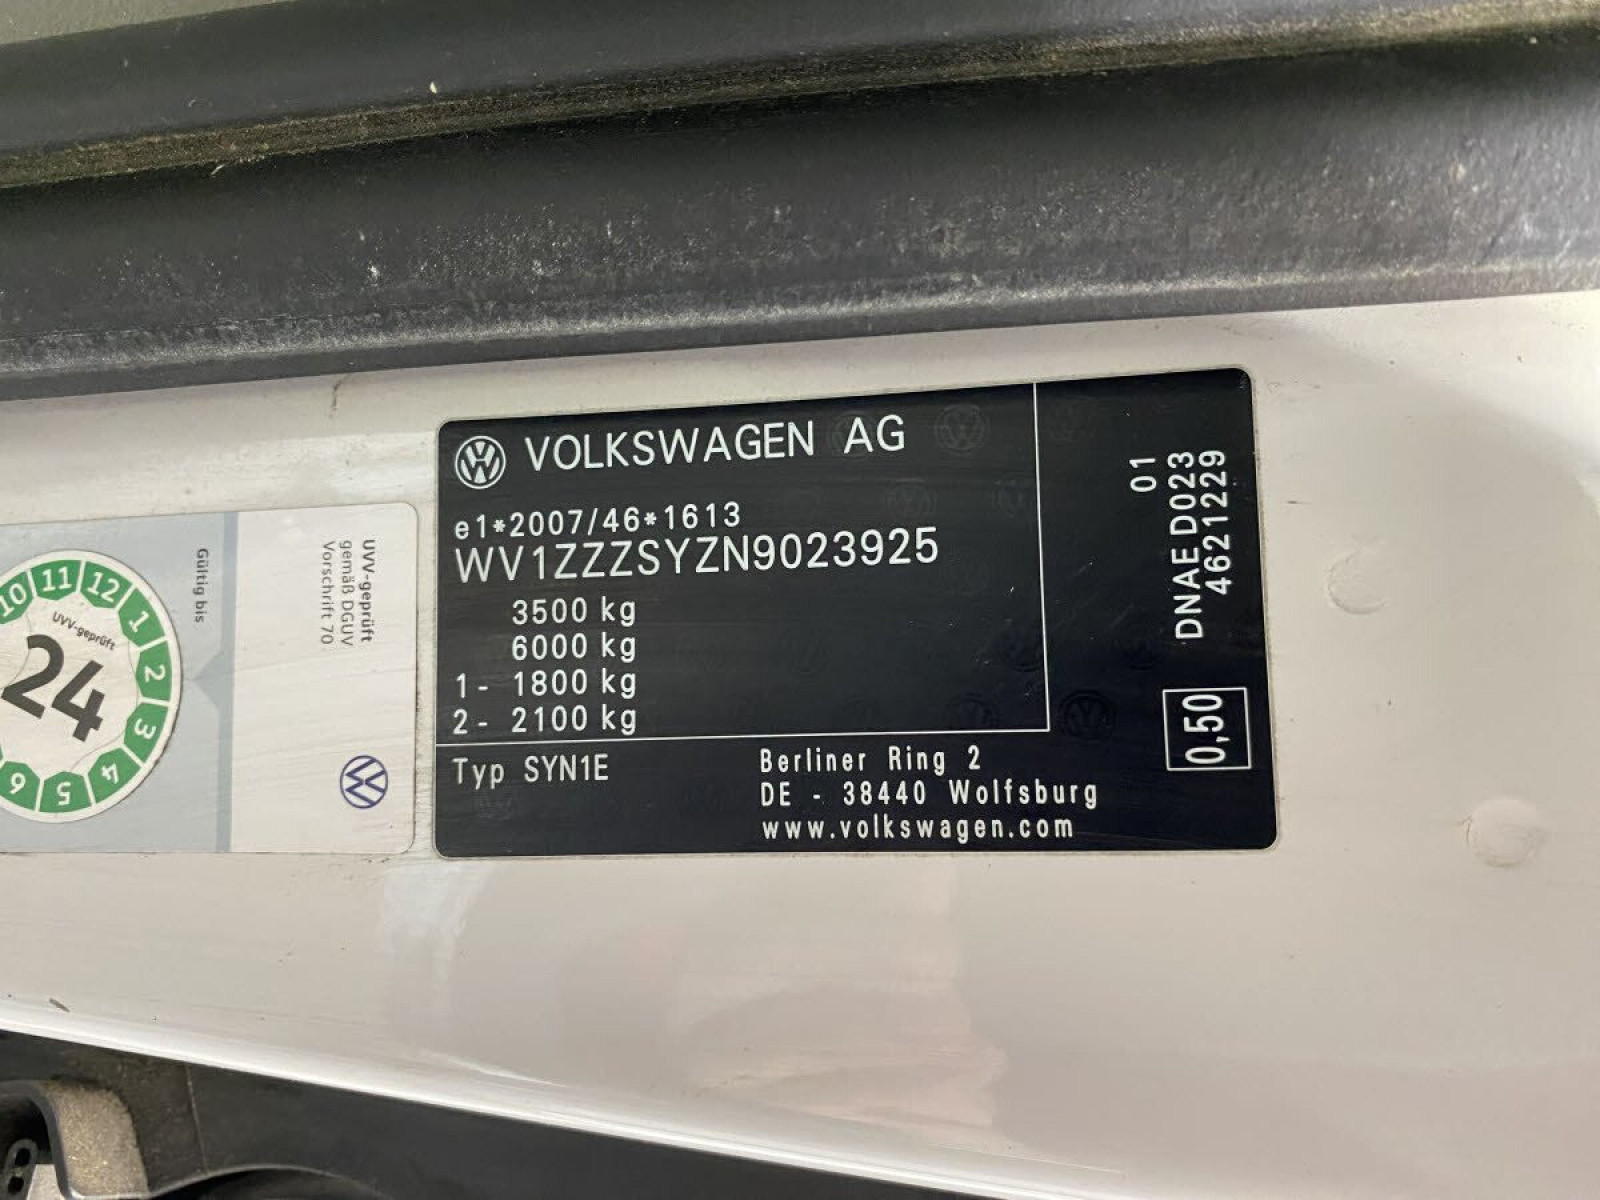 VOLKSWAGEN AG
e1*2007/46*1613
WV1ZZZSYZN9023925
3500 kg
6000 kg
1- 1800 kg
2- 2100 kg
Typ SYN1E
Berliner Ring 2
DE - 38440 Wolfsburg
www.volkswagen.com
01
DNAE D023
4621229
0,50
UVV-geprüft
gemäß DGUV
Vorschrift 70
Gültig bis
10 11 12 1 2 3 4 5 6
UVV-geprüft
24